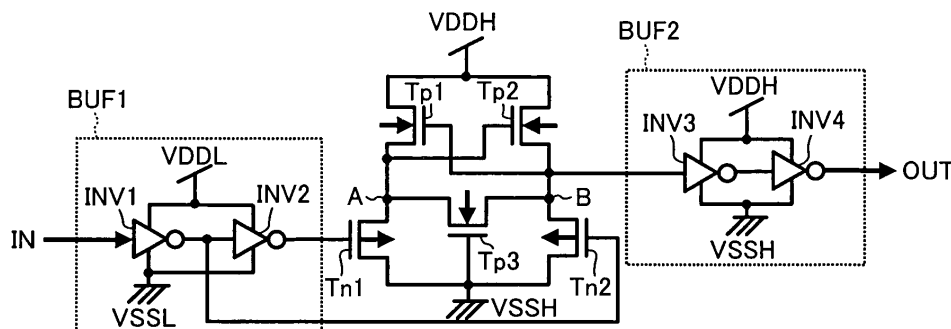 VDDH
BUF2
BUF1
Tp1
Tp2
VDDH
INV3
INV4
VDDL
INV1
INV2
A
B
OUT
IN
VSSH
Tp3
Tn1
Tn2
VSSL
VSSH